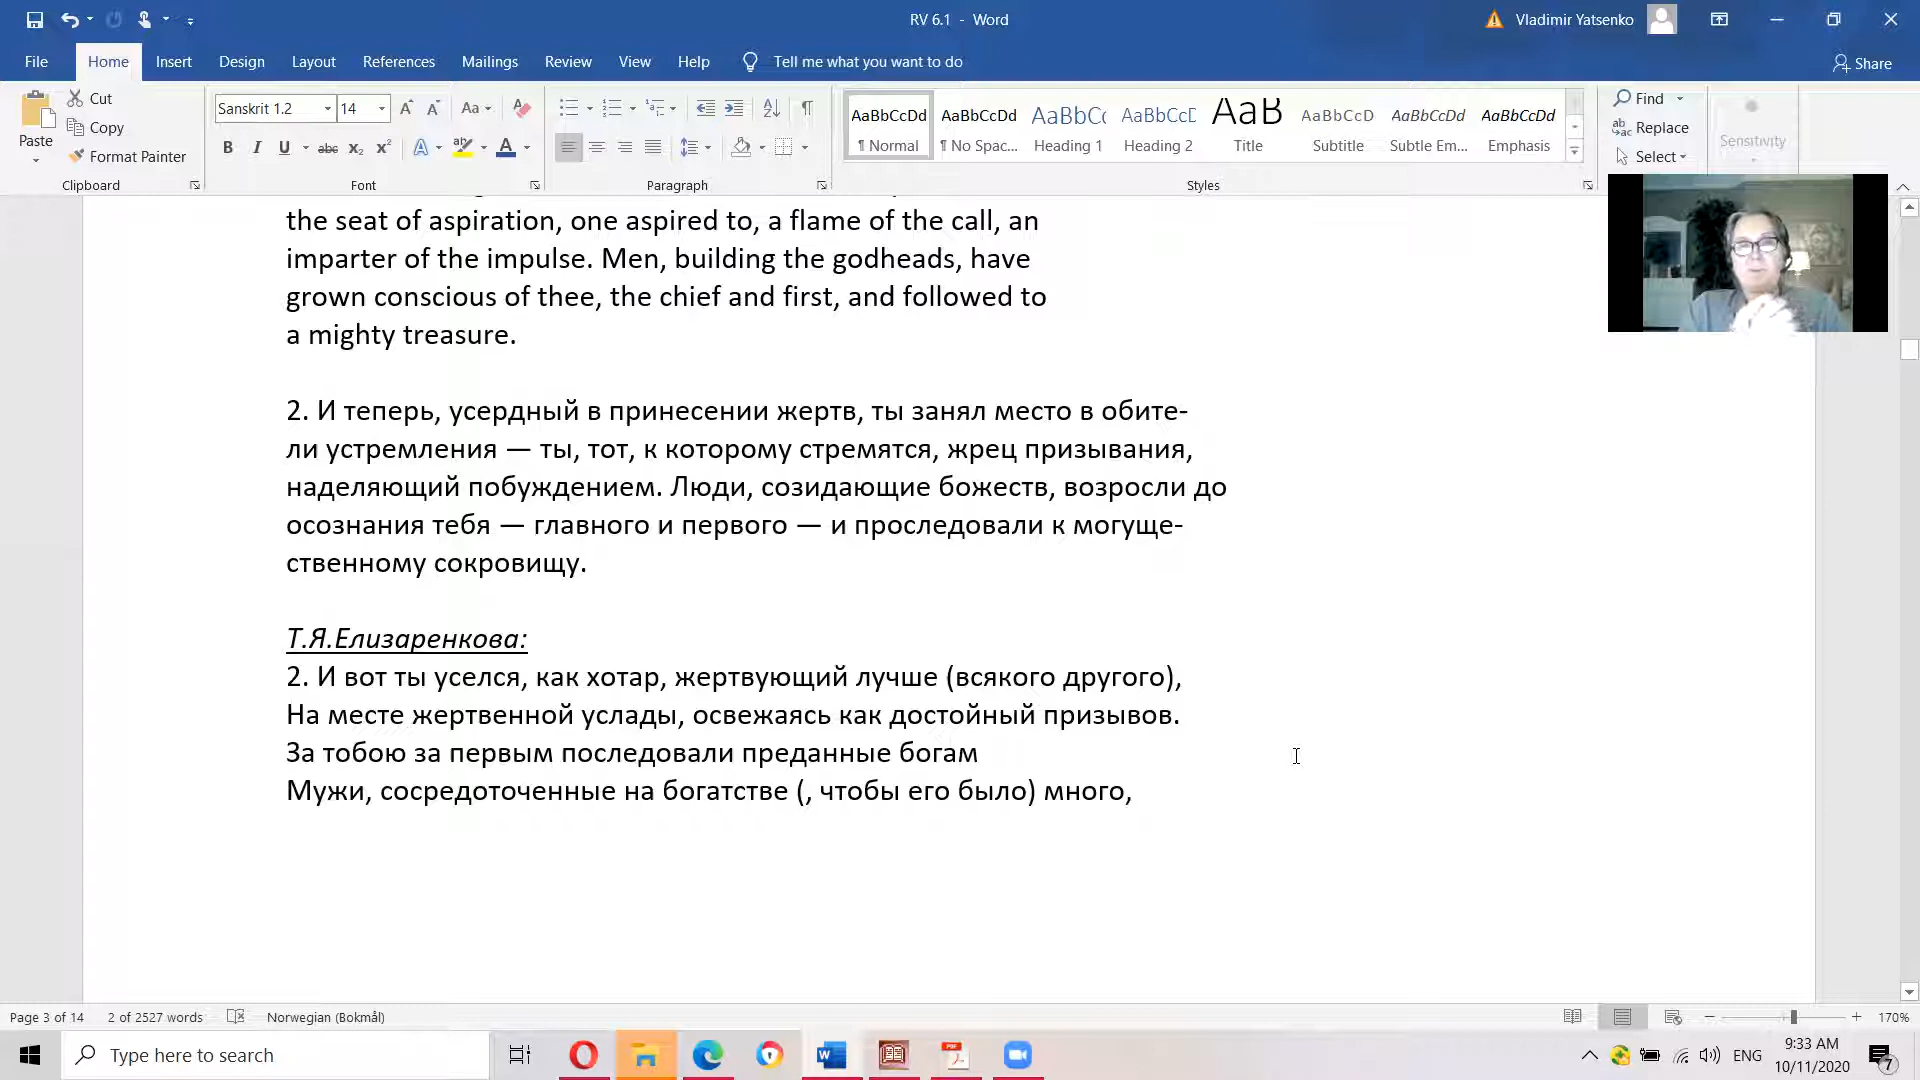 RV 6.1 - Word
Vladimir Yatsenko
File Home Insert Design Layout References Mailings Review View Help Tell me what you want to do Share
Paste
Cut
Copy
Format Painter
Clipboard
Sanskrit 1.2 14
Font
Paragraph
AaBbCcDd AaBbCcDd AaBbCc AaBbCcD AaB AaBbCcD AaBbCcDd AaBbCcDd
¶ Normal ¶ No Spac... Heading 1 Heading 2 Title Subtitle Subtle Em... Emphasis
Styles
Find
Replace
Select
Sensitivity
the seat of aspiration, one aspired to, a flame of the call, an
imparter of the impulse. Men, building the godheads, have
grown conscious of thee, the chief and first, and followed to
a mighty treasure.
2. И теперь, усердный в принесении жертв, ты занял место в обите-
ли устремления — ты, тот, к которому стремятся, жрец призывания,
наделяющий побуждением. Люди, созидающие божеств, возросли до
осознания тебя — главного и первого — и проследовали к могуще-
ственному сокровищу.
Т.Я.Елизаренкова:
2. И вот ты уселся, как хотар, жертвующий лучше (всякого другого),
На месте жертвенной услады, освежаясь как достойный призывов.
За тобою за первым последовали преданные богам
Мужи, сосредоточенные на богатстве (, чтобы его было) много,
Page 3 of 14 2 of 2527 words Norwegian (Bokmål) 170%
Type here to search
ENG
9:33 AM
10/11/2020
7